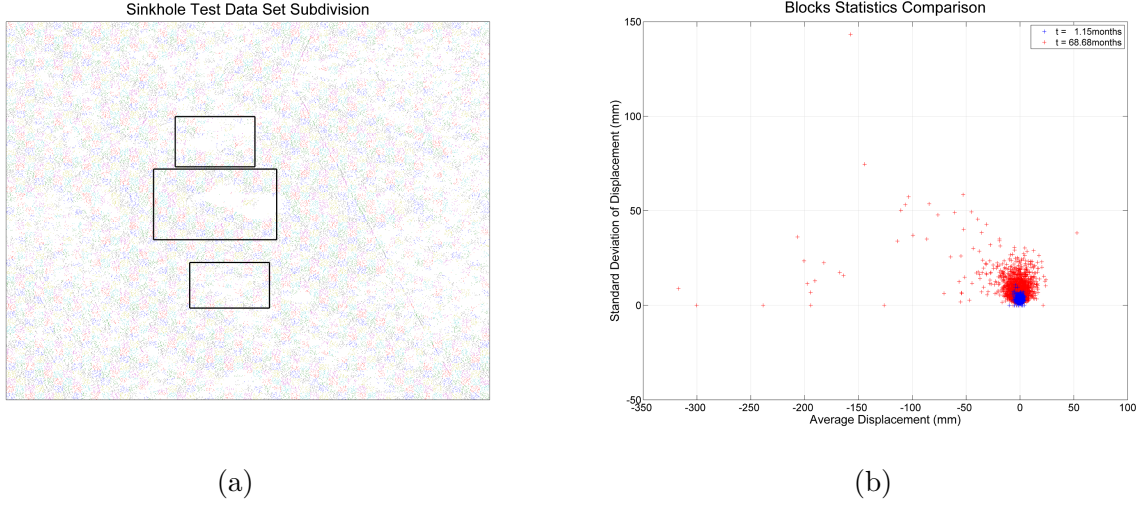 Sinkhole Test Data Set Subdivision
(a)
Blocks Statistics Comparison
+ t = 1.15months
+ t = 68.68months
Standard Deviation of Displacement (mm)
150
100
50
0
-50
-350 -300 -250 -200 -150 -100 -50 0 50 100
Average Displacement (mm)
(b)